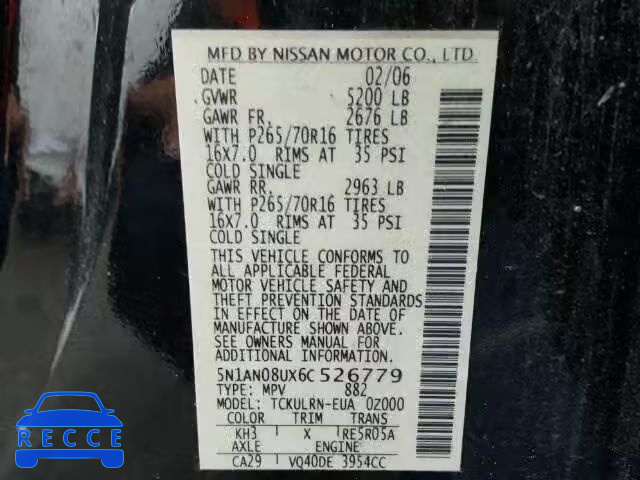 MFD BY NISSAN MOTOR CO., LTD.
DATE 02/06
GVWR 5200 LB
GAWR FR. 2676 LB
WITH P265/70R16 TIRES
16X7.0 RIMS AT 35 PSI
COLD SINGLE
GAWR RR. 2963 LB
WITH P265/70R16 TIRES
16X7.0 RIMS AT 35 PSI
COLD SINGLE
THIS VEHICLE CONFORMS TO
ALL APPLICABLE FEDERAL
MOTOR VEHICLE SAFETY AND
THEFT PREVENTION STANDARDS
IN EFFECT ON THE DATE OF
MANUFACTURE SHOWN ABOVE.
SEE OWNERS MANUAL FOR
FURTHER INFORMATION.
5N1AN08UX6C526779
TYPE: MPV 882
MODEL: TCKULRN-EUA 0Z000
COLOR TRIM TRANS
KH3 X RE5R05A
AXLE ENGINE
CA29 VQ40DE 3954CC
RECCE